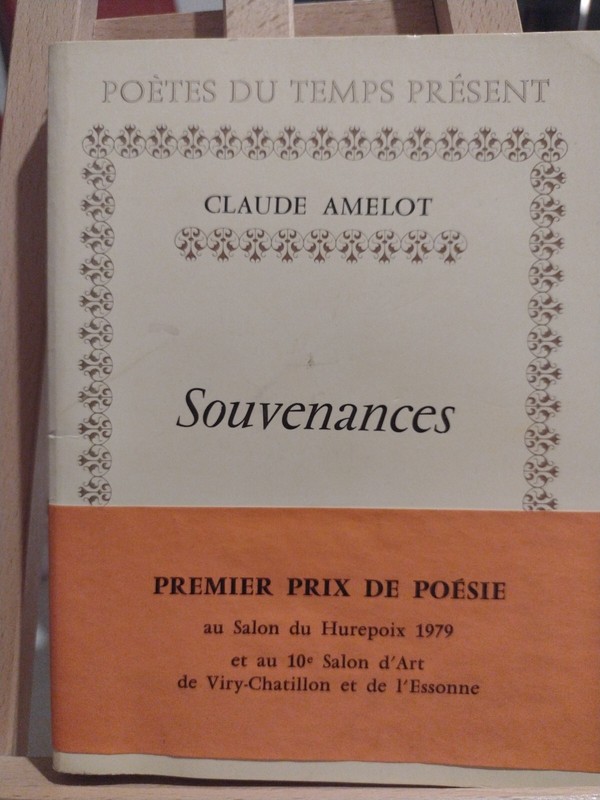 POÈTES DU TEMPS PRÉSENT
CLAUDE AMELOT
Souvenances
PREMIER PRIX DE POÉSIE
au Salon du Hurepoix 1979
et au 10e Salon d'Art
de Viry-Chatillon et de l'Essonne